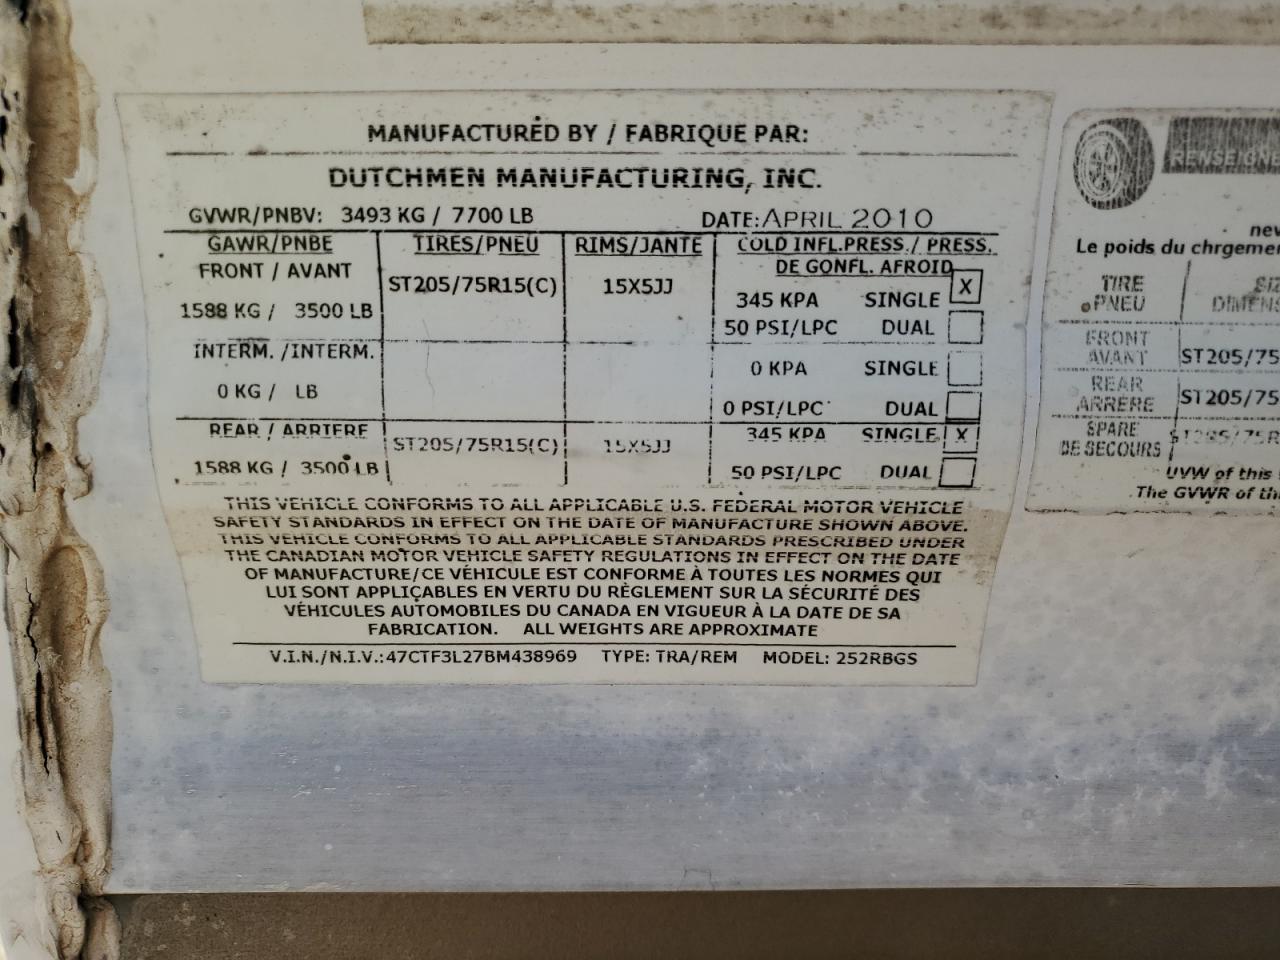 MANUFACTURED BY / FABRIQUE PAR:
DUTCHMEN MANUFACTURING, INC.
GVWR/PNBV: 3493 KG / 7700 LB DATE: APRIL 2010
GAWR/PNBE TIRES/PNEU RIMS/JANTE COLD INFL.PRESS./ PRESS.
DE GONFL. AFROID
FRONT / AVANT ST205/75R15(C) 15X5JJ
1588 KG / 3500 LB 345 KPA SINGLE X
50 PSI/LPC DUAL
INTERM. /INTERM. 0 KPA SINGLE
0 KG / LB 0 PSI/LPC DUAL
REAR / ARRIERE ST205/75R15(C) 15X5JJ 345 KPA SINGLE X
1588 KG / 3500 LB 50 PSI/LPC DUAL
THIS VEHICLE CONFORMS TO ALL APPLICABLE U.S. FEDERAL MOTOR VEHICLE
SAFETY STANDARDS IN EFFECT ON THE DATE OF MANUFACTURE SHOWN ABOVE.
THIS VEHICLE CONFORMS TO ALL APPLICABLE STANDARDS PRESCRIBED UNDER
THE CANADIAN MOTOR VEHICLE SAFETY REGULATIONS IN EFFECT ON THE DATE
OF MANUFACTURE/CE VÉHICULE EST CONFORME À TOUTES LES NORMES QUI
LUI SONT APPLIÇABLES EN VERTU DU RÈGLEMENT SUR LA SÉCURITÉ DES
VÉHICULES AUTOMOBILES DU CANADA EN VIGUEUR À LA DATE DE SA
FABRICATION. ALL WEIGHTS ARE APPROXIMATE
V.I.N./N.I.V.:47CTF3L27BM438969 TYPE: TRA/REM MODEL: 252RBGS
RENSEIGNE
nev
Le poids du chrgeme
TIRE
PNEU DIMENS
FRONT
AVANT ST205/75
REAR
ARRERE ST205/75
SPARE
DE SECOURS ST205/75R
UVW of this
The GVWR of th